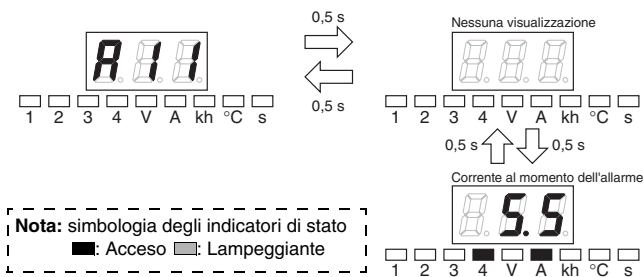 0,5 s
Nessuna visualizzazione
A11
0,5 s
1 2 3 4 V A kh °C s
1 2 3 4 V A kh °C s
0,5 s
0,5 s
Corrente al momento dell'allarme
5.5
Nota: simbologia degli indicatori di stato
: Acceso : Lampeggiante
1 2 3 4 V A kh °C s